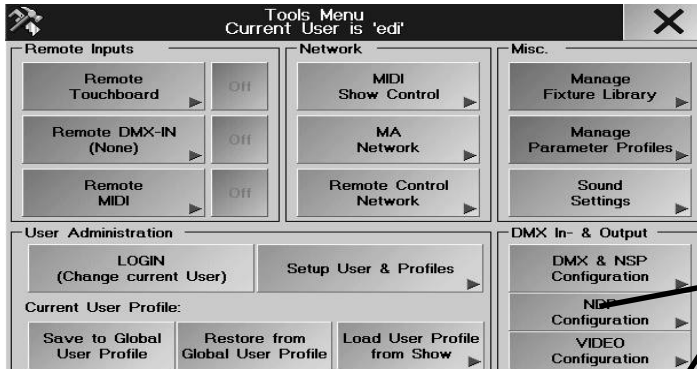 Tools Menu
Current User is 'edi'
Remote Inputs
Network
Misc.
Remote
Touchboard
Off
MIDI
Show Control
Manage
Fixture Library
Remote DMX-IN
(None)
Off
MA
Network
Manage
Parameter Profiles
Remote
MIDI
Off
Remote Control
Network
Sound
Settings
User Administration
DMX In- & Output
LOGIN
(Change current User)
Setup User & Profiles
DMX & NSP
Configuration
Current User Profile:
NDP
Configuration
Save to Global
User Profile
Restore from
Global User Profile
Load User Profile
from Show
VIDEO
Configuration